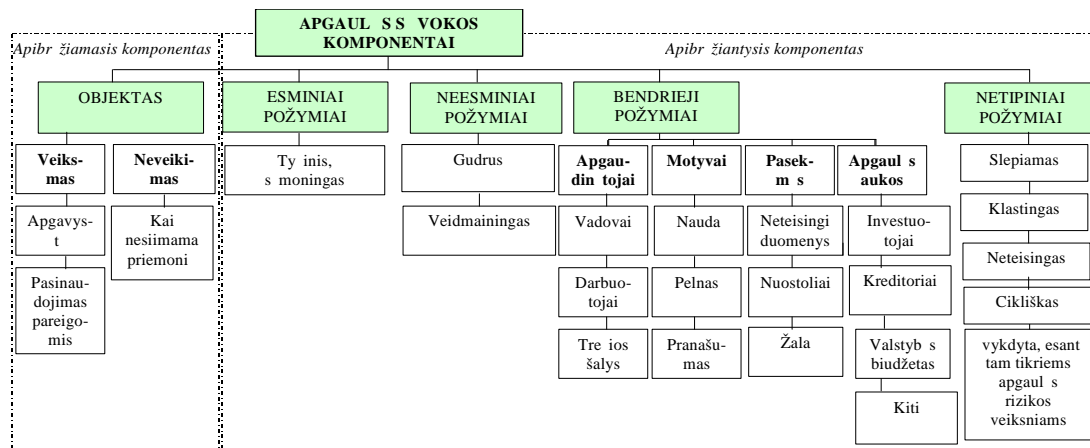 APGAUL S S VOKOS
KOMPONENTAI
Apibr žiamasis komponentas
Apibr žiantysis komponentas
OBJEKTAS
ESMINIAI
POŽYMIAI
NEESMINIAI
POŽYMIAI
BENDRIEJI
POŽYMIAI
NETIPINIAI
POŽYMIAI
Veiks-
mas
Apgavys-
t
Pasinau-
dojimas
pareigo-
mis
Neveiki-
mas
Kai
nesiimama
priemoni
Ty inis,
s moningas
Gudrus
Veidmainingas
Apgau-
din tojai
Vadovai
Darbuo-
tojai
Tre ios
šalys
Motyvai
Nauda
Pelnas
Pranašu-
mas
Pasek-
m s
Neteisingi
duomenys
Nuostoliai
Žala
Apgaul s
aukos
Investuo-
tojai
Kreditoriai
Valstyb s
biudžetas
Kiti
Slepiamas
Klastingas
Neteisingas
Cikliškas
vykdyta, esant
tam tikriems
apgaul s
rizikos
veiksniams